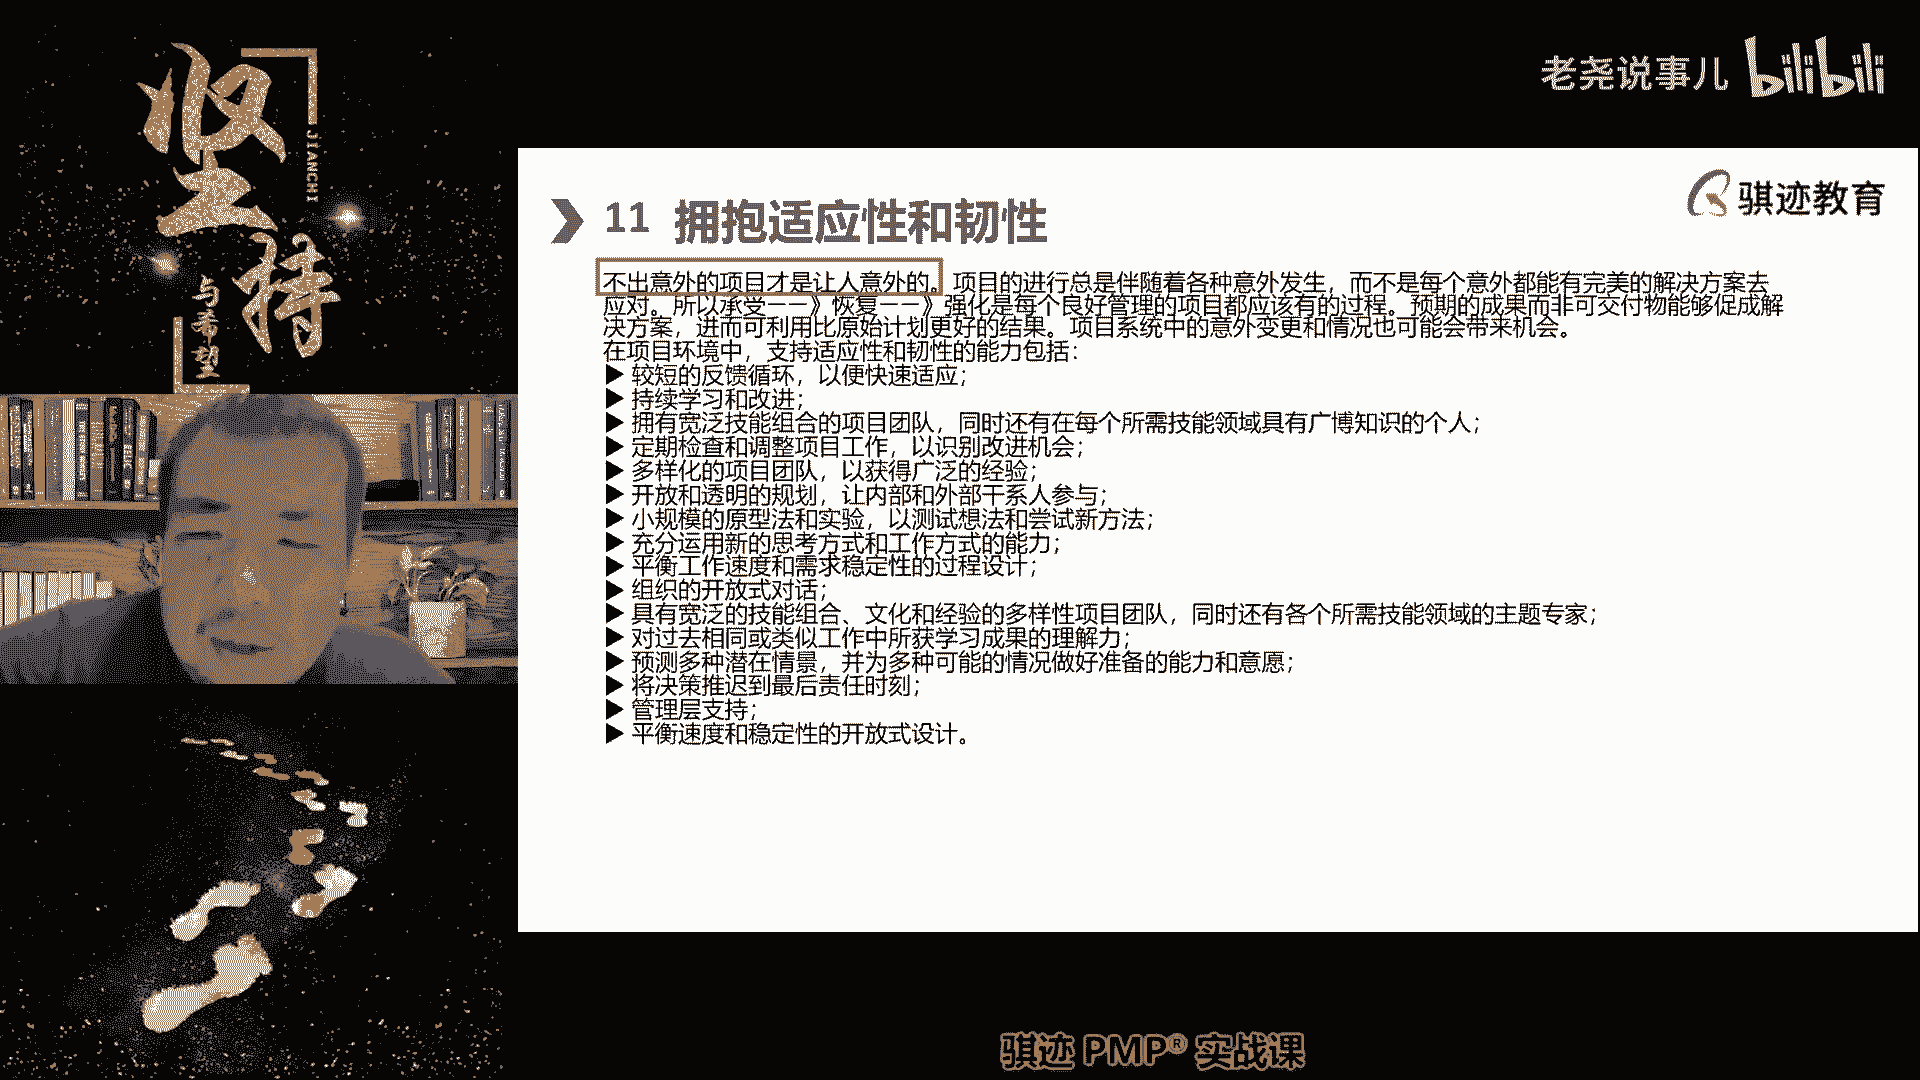 坚持
JIANCHI
与希望
老尧说事儿 bilibili
骐迹教育
11 拥抱适应性和韧性
不出意外的项目才是让人意外的。项目的进行总是伴随着各种意外发生，而不是每个意外都能有完美的解决方案去
应对。所以承受——》恢复——》强化是每个良好管理的项目都应该有的过程。预期的成果而非可交付物能够促成解
决方案，进而可利用比原始计划更好的结果。项目系统中的意外变更和情况也可能会带来机会。
在项目环境中，支持适应性和韧性的能力包括：
▶ 较短的反馈循环，以便快速适应；
▶ 持续学习和改进；
▶ 拥有宽泛技能组合的项目团队，同时还有在每个所需技能领域具有广博知识的个人；
▶ 定期检查和调整项目工作，以识别改进机会；
▶ 多样化的项目团队，以获得广泛的经验；
▶ 开放和透明的规划，让内部和外部干系人参与；
▶ 小规模的原型法和实验，以测试想法和尝试新方法；
▶ 充分运用新的思考方式和工作方式的能力；
▶ 平衡工作速度和需求稳定性的过程设计；
▶ 组织的开放式对话；
▶ 具有宽泛的技能组合、文化和经验的多样性项目团队，同时还有各个所需技能领域的主题专家；
▶ 对过去相同或类似工作中所获学习成果的理解力；
▶ 预测多种潜在情景，并为多种可能的情况做好准备的能力和意愿；
▶ 将决策推迟到最后责任时刻；
▶ 管理层支持；
▶ 平衡速度和稳定性的开放式设计。
骐迹 PMP® 实战课